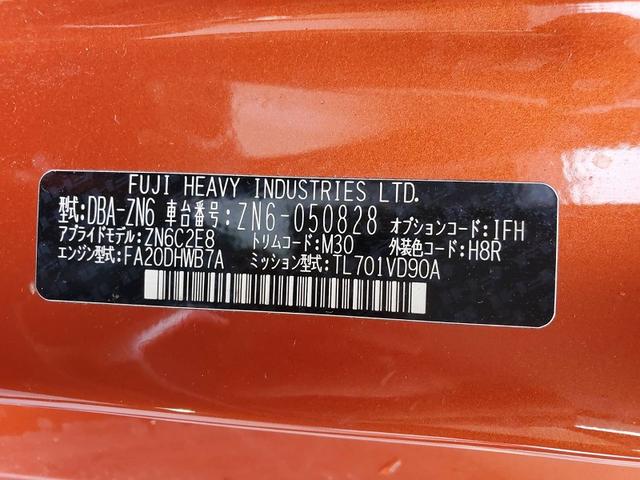 FUJI HEAVY INDUSTRIES LTD.
型式:DBA-ZN6 車台番号:ZN6-050828 オプションコード:IFH
アプライドモデル:ZN6C2E8 トリムコード:M30 外装色コード:H8R
エンジン型式:FA20DHWB7A ミッション型式:TL701VD90A